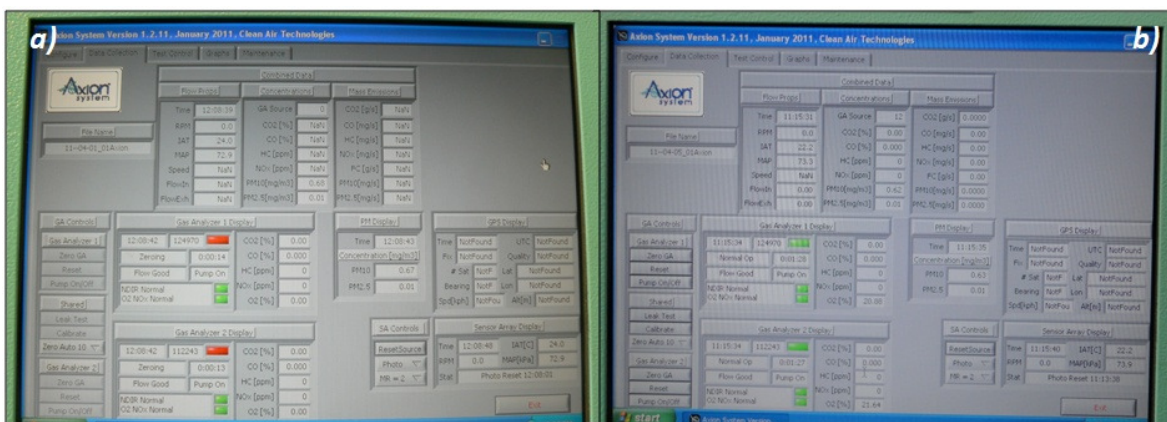 a)
Axion System Version 1.2.11, January 2011, Clean Air Technologies
Configure Data Collection Test Control Graphs Maintenance
Axion
system
File Name
11-04-01_01Axion
Combined Data
Flow Props Concentrations Mass Emissions
Time 12:08:39 GA Source 0 CO2 [g/s] NaN
RPM 0.0 CO2 [%] NaN CO [mg/s] NaN
IAT 24.0 CO [%] NaN HC [mg/s] NaN
MAP 72.9 HC [ppm] NaN NOx [mg/s] NaN
Speed NaN NOx [ppm] NaN PC [g/s] NaN
FlowIn NaN PM10[mg/m3] 0.68 PM10[mg/s] NaN
FlowExh NaN PM2.5[mg/m3] 0.01 PM2.5[mg/s] NaN
GA Controls
Gas Analyzer 1
Zero GA
Reset
Pump On/Off
Shared
Leak Test
Calibrate
Zero Auto 10
Gas Analyzer 2
Zero GA
Reset
Pump On/Off
Gas Analyzer 1 Display
12:08:42 124970 CO2 [%] 0.00
Zeroing 0:00:14 CO [%] 0.000
Flow Good Pump On HC [ppm] 0
NDIR Normal NOx [ppm] 0
O2 NOx Normal O2 [%] 0.00
Gas Analyzer 2 Display
12:08:42 112243 CO2 [%] 0.00
Zeroing 0:00:13 CO [%] 0.000
Flow Good Pump On HC [ppm] 0
NDIR Normal NOx [ppm] 0
O2 NOx Normal O2 [%] 0.00
PM Display
Time 12:08:43
Concentration [mg/m3]
PM10 0.67
PM2.5 0.01
GPS Display
Time NotFound UTC NotFound
Fix NotFound Quality NotFound
# Sat NotF Lat NotFound
Bearing NotF Lon NotFound
Spd[kph] NotFou Alt[m] NotFound
SA Controls
ResetSource
Photo
MR = 2
Sensor Array Display
Time 12:08:48 IAT[C] 24.0
RPM 0.0 MAP[kPa] 72.9
Stat Photo Reset 12:08:01
Exit
b)
Axion System Version 1.2.11, January 2011, Clean Air Technologies
Configure Data Collection Test Control Graphs Maintenance
Axion
system
File Name
11-04-05_01Axion
Combined Data
Flow Props Concentrations Mass Emissions
Time 11:15:31 GA Source 12 CO2 [g/s] 0.0000
RPM 0.0 CO2 [%] 0.00 CO [mg/s] 0.0000
IAT 22.2 CO [%] 0.000 HC [mg/s] 0.0000
MAP 73.3 HC [ppm] 0 NOx [mg/s] 0.0000
Speed NaN NOx [ppm] 0 PC [g/s] 0.0000
FlowIn 0.00 PM10[mg/m3] 0.62 PM10[mg/s] 0.0000
FlowExh 0.00 PM2.5[mg/m3] 0.01 PM2.5[mg/s] 0.0000
GA Controls
Gas Analyzer 1
Zero GA
Reset
Pump On/Off
Shared
Leak Test
Calibrate
Zero Auto 10
Gas Analyzer 2
Zero GA
Reset
Pump On/Off
Gas Analyzer 1 Display
11:15:34 124970 CO2 [%] 0.00
Normal Op 0:01:28 CO [%] 0.000
Flow Good Pump On HC [ppm] 0
NDIR Normal NOx [ppm] 0
O2 NOx Normal O2 [%] 20.88
Gas Analyzer 2 Display
11:15:34 112243 CO2 [%] 0.00
Normal Op 0:01:27 CO [%] 0.000
Flow Good Pump On HC [ppm] 0
NDIR Normal NOx [ppm] 0
O2 NOx Normal O2 [%] 21.64
PM Display
Time 11:15:35
Concentration [mg/m3]
PM10 0.63
PM2.5 0.01
GPS Display
Time NotFound UTC NotFound
Fix NotFound Quality NotFound
# Sat NotF Lat NotFound
Bearing NotF Lon NotFound
Spd[kph] NotFou Alt[m] NotFound
SA Controls
ResetSource
Photo
MR = 2
Sensor Array Display
Time 11:15:40 IAT[C] 22.2
RPM 0.0 MAP[kPa] 73.9
Stat Photo Reset 11:13:38
Exit
start Axion System Version